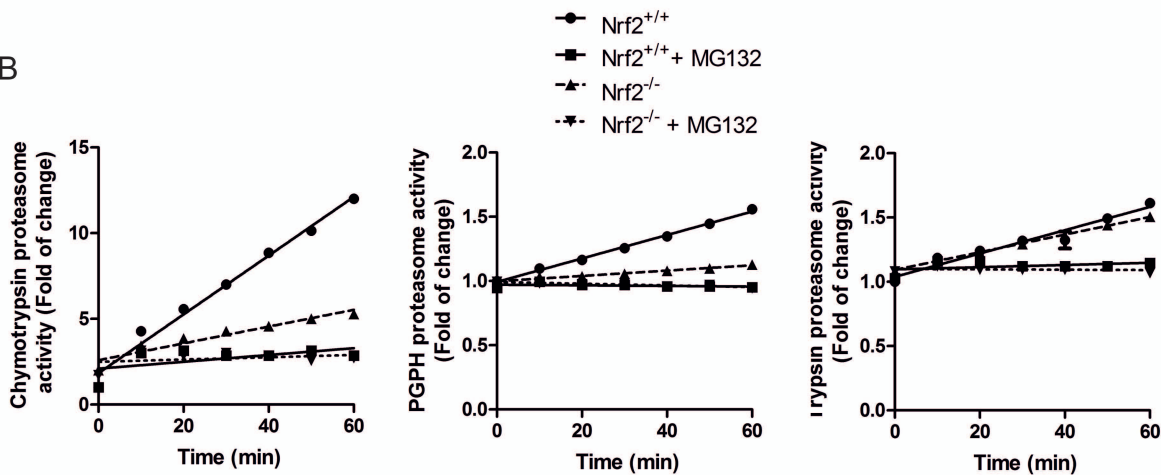 B
Nrf2+/+
Nrf2+/+ + MG132
Nrf2-/-
Nrf2-/- + MG132
Chymotrypsin proteasome
activity (Fold of change)
15
10
5
0
0 20 40 60
Time (min)
PGPH proteasome activity
(Fold of change)
2.0
1.5
1.0
0.5
0.0
0 20 40 60
Time (min)
Trypsin proteasome activity
(Fold of change)
2.0
1.5
1.0
0.5
0.0
0 20 40 60
Time (min)